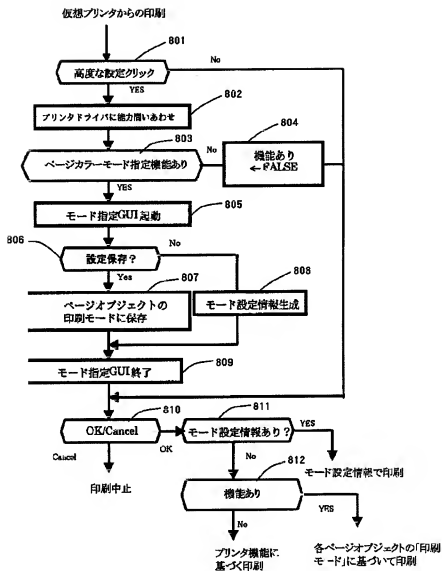 仮想プリンタからの印刷
801
高度な設定クリック
No
YES
802
プリンタドライバに能力問いあわせ
803
ページカラーモード指定機能あり
No
804
機能あり
←FALSE
YES
モード指定GUI起動
805
806
設定保存?
No
Yes
807
ページオブジェクトの
印刷モードに保存
808
モード設定情報生成
モード指定GUI終了
809
810
OK/Cancel
OK
Cancel
印刷中止
811
モード設定情報あり?
YES
モード設定情報で印刷
No
812
機能あり
No
YES
プリンタ機能に
基づく印刷
各ページオブジェクトの「印刷
モード」に基づいて印刷